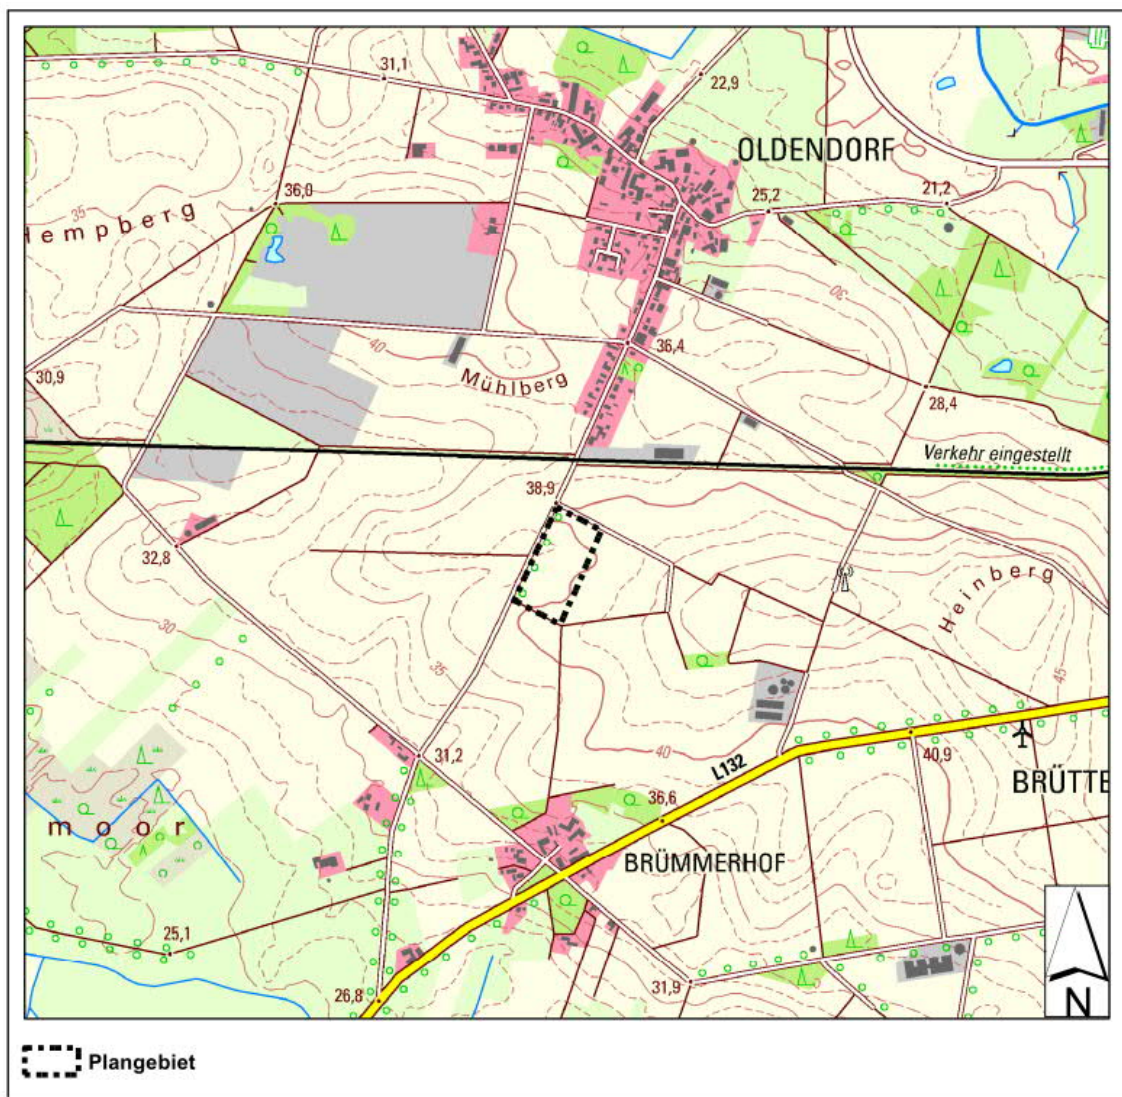 31,1
22,9
OLDENDORF
36,0
25,2
21,2
35
Hempberg
30
40
36,4
Mühlberg
30,9
28,4
Verkehr eingestellt
38,9
32,8
Heinberg
30
35
45
40
31,2
L132
40,9
BRÜTTE
36,6
moor
BRÜMMERHOF
25,1
26,8
31,9
N
Plangebiet